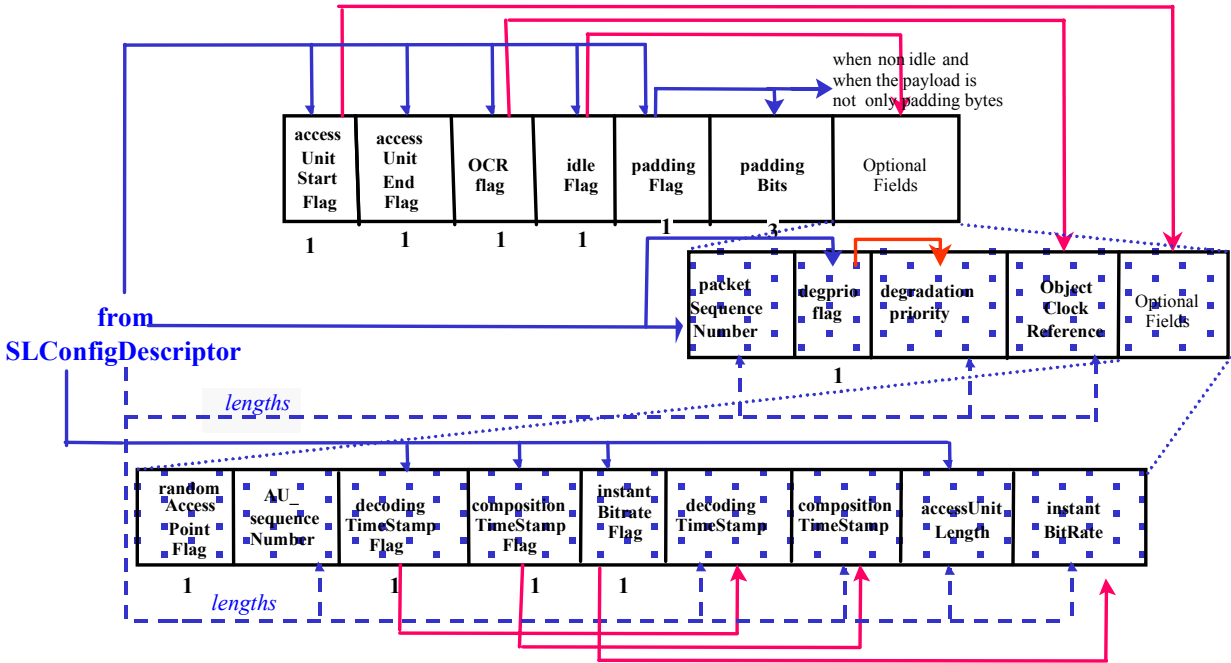 when non idle and
when the payload is
not only padding bytes
access
Unit
Start
Flag
access
Unit
End
Flag
OCR
flag
idle
Flag
padding
Flag
padding
Bits
Optional
Fields
1
1
1
1
1
3
packet
Sequence
Number
degprio
flag
degradation
priority
Object
Clock
Reference
Optional
Fields
1
from
SLConfigDescriptor
lengths
random
Access
Point
Flag
AU_
sequence
Number
decoding
TimeStamp
Flag
composition
TimeStamp
Flag
instant
Bitrate
Flag
decoding
TimeStamp
composition
TimeStamp
accessUnit
Length
instant
BitRate
1
1
1
1
lengths